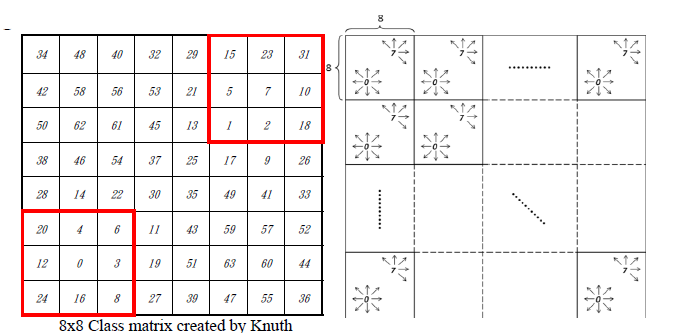 8
34 48 40 32 29 15 23 31
42 58 56 53 21 5 7 10
50 62 61 45 13 1 2 18
38 46 54 37 25 17 9 26
28 14 22 30 35 49 41 33
20 4 6 11 43 59 57 52
12 0 3 19 51 63 60 44
24 16 8 27 39 47 55 36
8x8 Class matrix created by Knuth
8
7 7 7
0 0 0
7 7
0 0
7 7
0 0